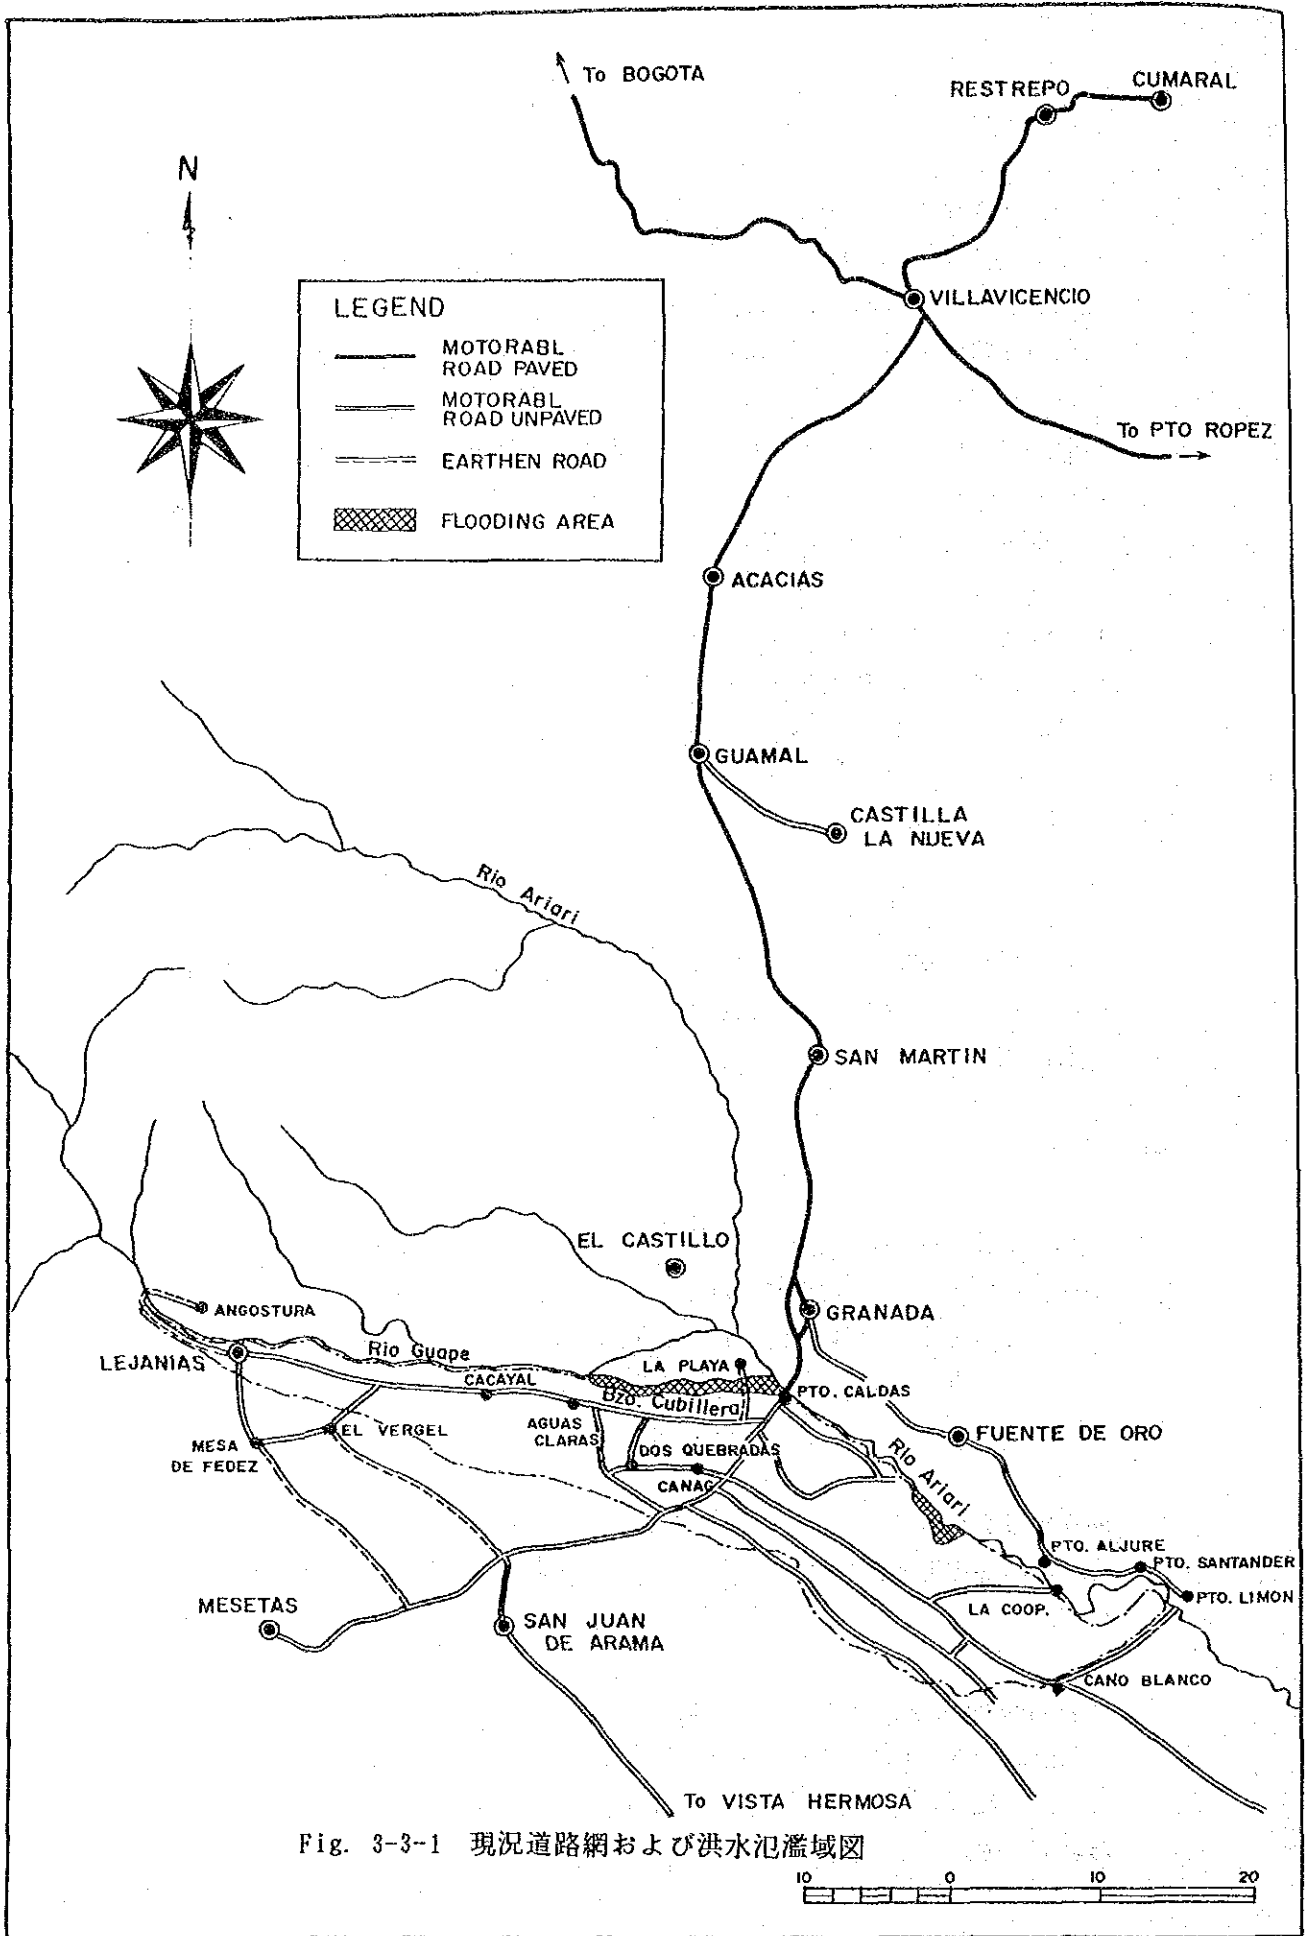 To BOGOTA
RESTREPO
CUMARAL
N
VILLAVICENCIO
LEGEND
MOTORABL
ROAD PAVED
MOTORABL
ROAD UNPAVED
EARTHEN ROAD
FLOODING AREA
To PTO ROPEZ
ACACIAS
GUAMAL
CASTILLA
LA NUEVA
Rio Ariari
SAN MARTIN
EL CASTILLO
ANGOSTURA
GRANADA
LEJANIAS
Rio Guape
LA PLAYA
CACAYAL
Bzo. Cubillera
PTO. CALDAS
AGUAS
CLARAS
EL VERGEL
MESA
DE FEDEZ
DOS QUEBRADAS
FUENTE DE ORO
CANAG
Rio Ariari
PTO. ALJURE
PTO. SANTANDER
PTO. LIMON
MESETAS
LA COOP.
SAN JUAN
DE ARAMA
CAÑO BLANCO
To VISTA HERMOSA
Fig. 3-3-1 現況道路網および洪水氾濫域図
10 0 10 20